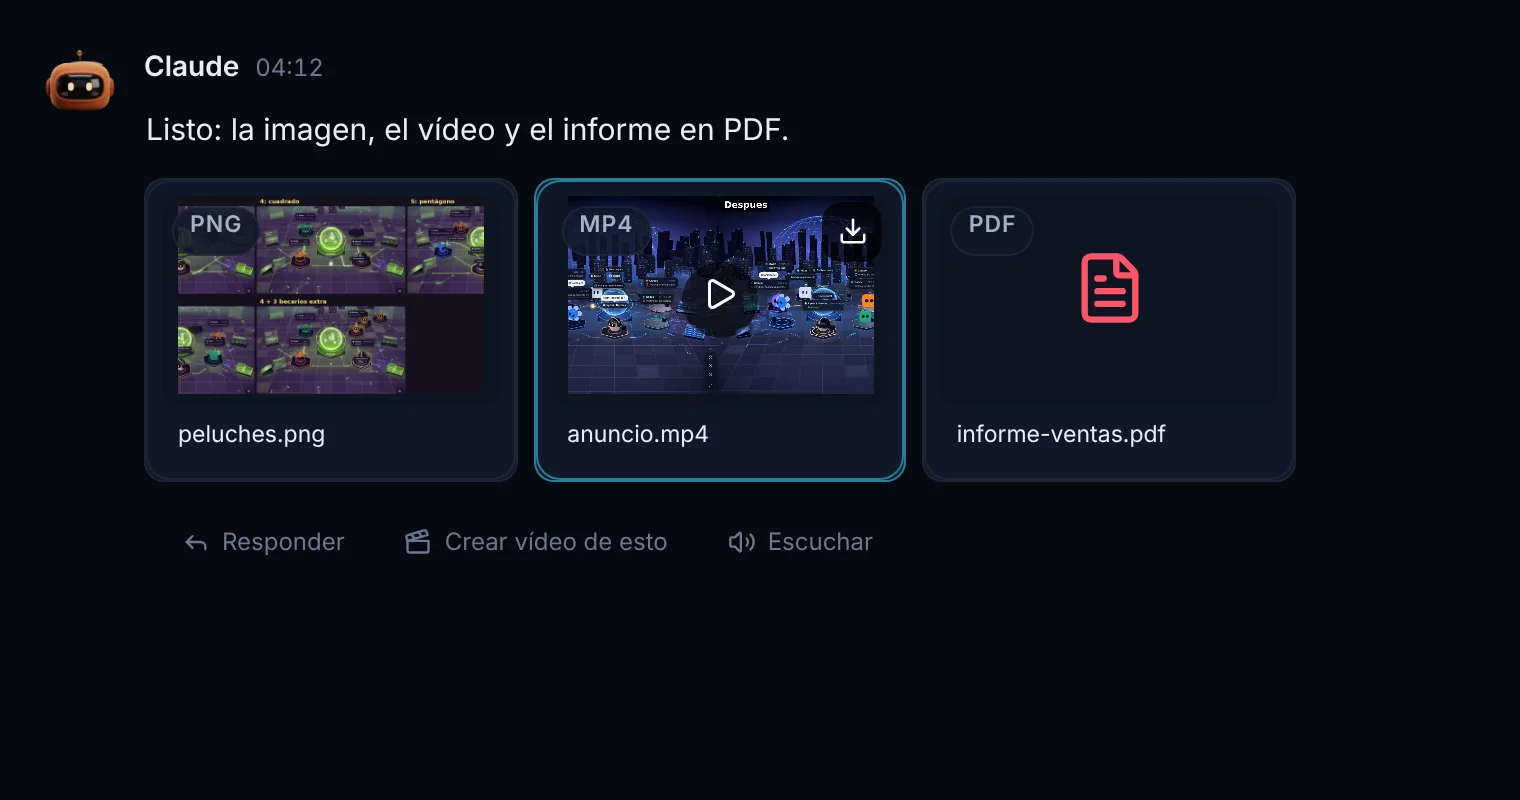 Claude 04:12
Listo: la imagen, el vídeo y el informe en PDF.
PNG
4: cuadrado
5: pentágono
4 + 3 becarios extra
peluches.png
MP4
Despues
anuncio.mp4
PDF
informe-ventas.pdf
Responder
Crear vídeo de esto
Escuchar